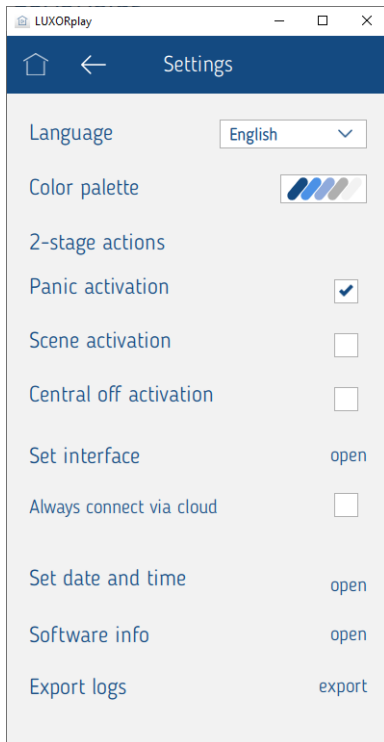 LUXORplay
Settings
Language English
Color palette
2-stage actions
Panic activation
Scene activation
Central off activation
Set interface open
Always connect via cloud
Set date and time open
Software info open
Export logs export